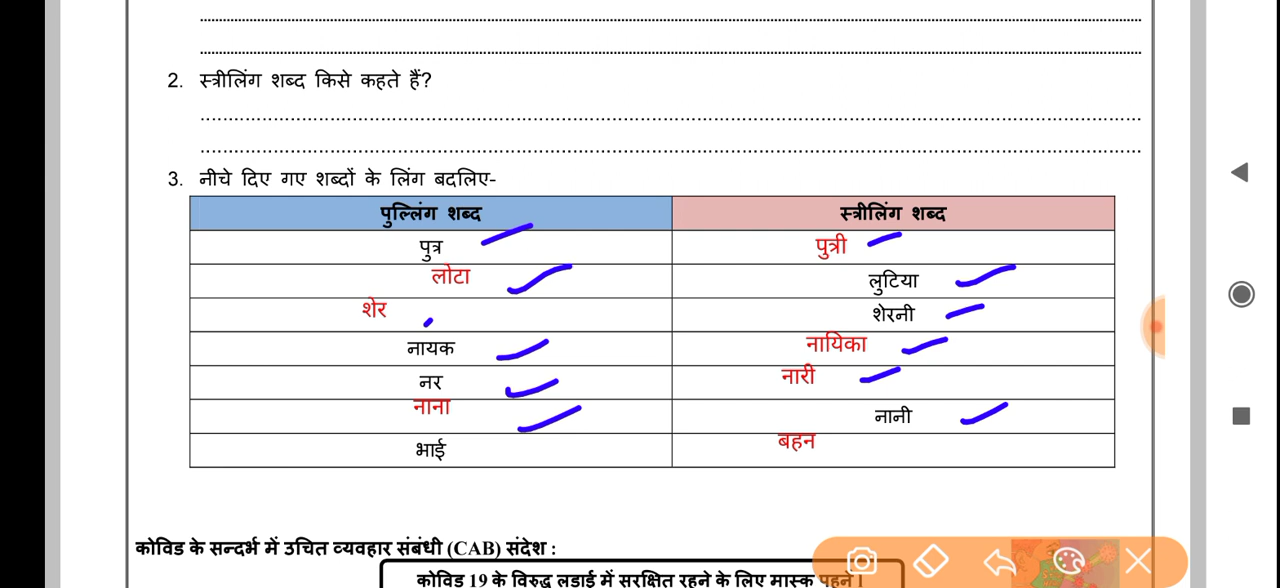 2. स्त्रीलिंग शब्द किसे कहते हैं?
3. नीचे दिए गए शब्दों के लिंग बदलिए-
पुल्लिंग शब्द स्त्रीलिंग शब्द
पुत्र पुत्री
लोटा लुटिया
शेर शेरनी
नायक नायिका
नर नारी
नाना नानी
भाई बहन
कोविड के सन्दर्भ में उचित व्यवहार संबंधी (CAB) संदेश :
कोविड 19 के विरुद्ध लड़ाई में सुरक्षित रहने के लिए मास्क पहनें।